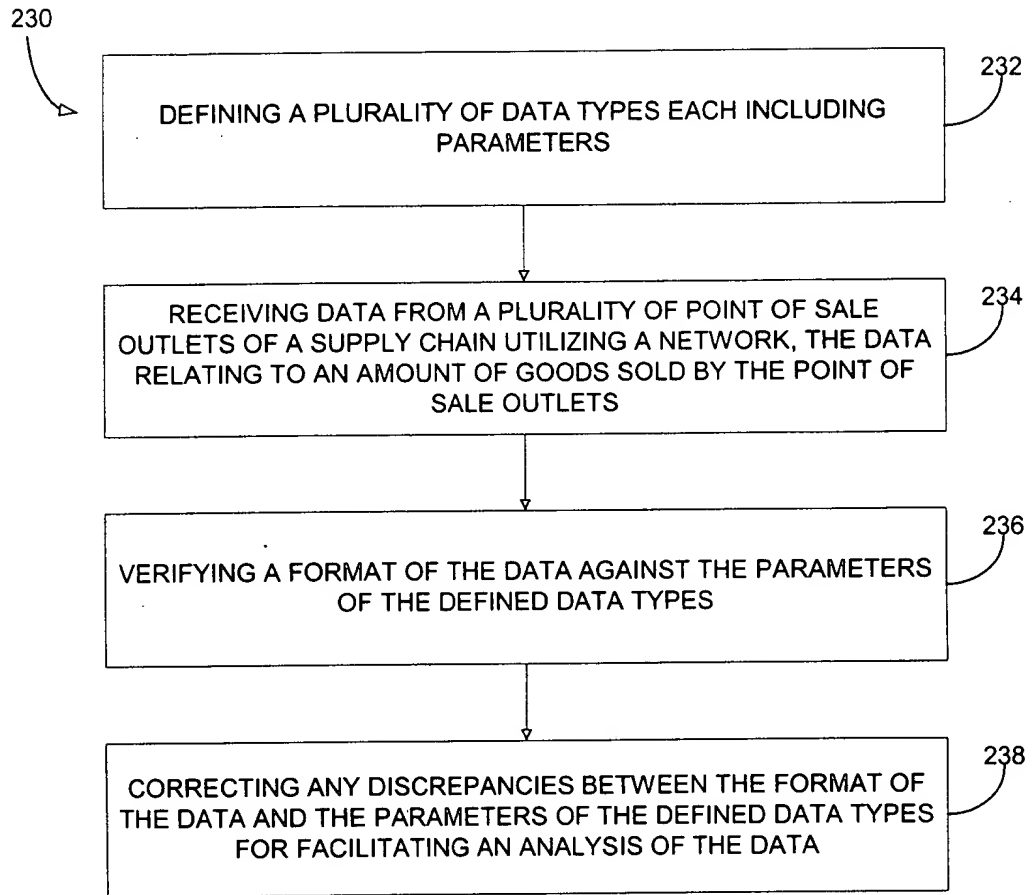 230
232
DEFINING A PLURALITY OF DATA TYPES EACH INCLUDING
PARAMETERS
234
RECEIVING DATA FROM A PLURALITY OF POINT OF SALE
OUTLETS OF A SUPPLY CHAIN UTILIZING A NETWORK, THE DATA
RELATING TO AN AMOUNT OF GOODS SOLD BY THE POINT OF
SALE OUTLETS
236
VERIFYING A FORMAT OF THE DATA AGAINST THE PARAMETERS
OF THE DEFINED DATA TYPES
238
CORRECTING ANY DISCREPANCIES BETWEEN THE FORMAT OF
THE DATA AND THE PARAMETERS OF THE DEFINED DATA TYPES
FOR FACILITATING AN ANALYSIS OF THE DATA